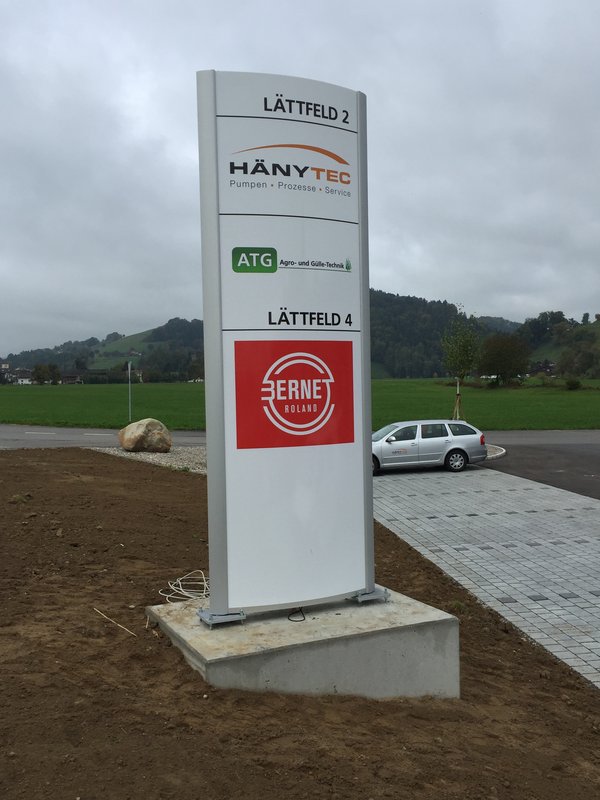 LÄTTFELD 2
HÄNYTEC
Pumpen • Prozesse • Service
ATG Agro- und Gülle-Technik
LÄTTFELD 4
BERNET
ROLAND